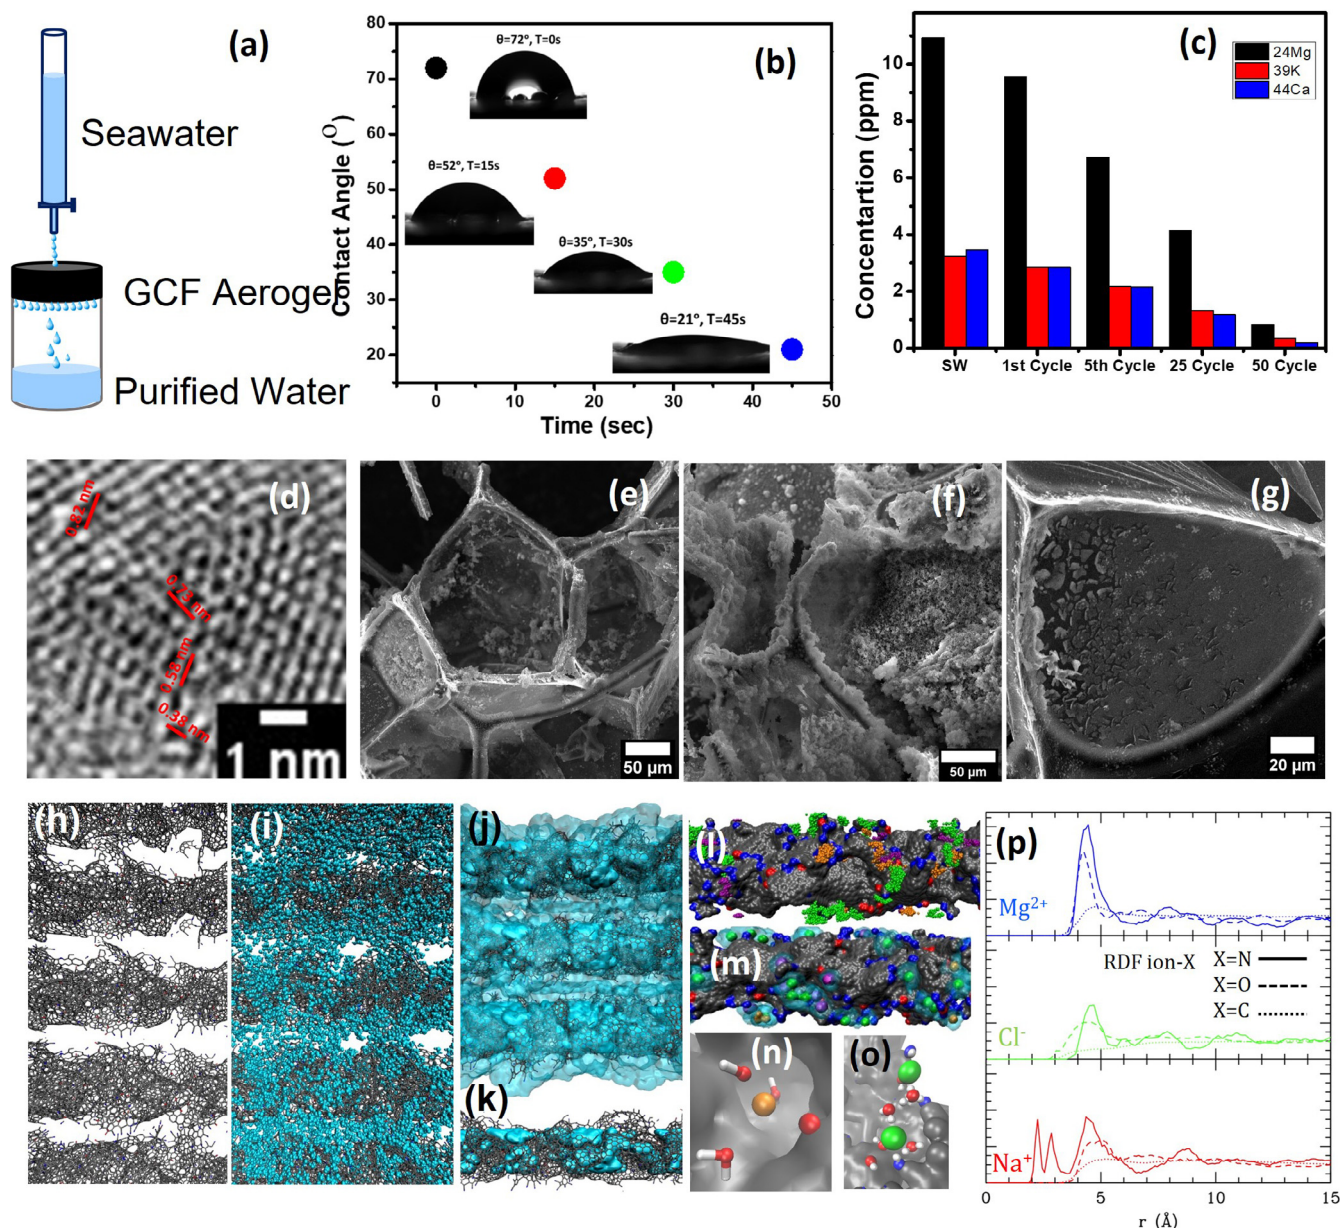 (a)
Seawater
GCF Aerogel
Purified Water
(b)
Contact Angle (O)
80
70
60
50
40
30
20
θ=72°, T=0s
θ=52°, T=15s
θ=35°, T=30s
θ=21°, T=45s
0 10 20 30 40 50
Time (sec)
(c)
24Mg
39K
44Ca
Concentartion (ppm)
10
8
6
4
2
0
SW 1st Cycle 5th Cycle 25 Cycle 50 Cycle
(d)
0.82 nm
0.73 nm
0.58 nm
0.38 nm
1 nm
(e)
50 µm
(f)
50 µm
(g)
20 µm
(h)
(i)
(j)
(k)
(l)
(m)
(n)
(o)
(p)
Mg2+
RDF ion-X
X=N
X=O
X=C
Cl-
Na+
0 5 10 15
r (Å)